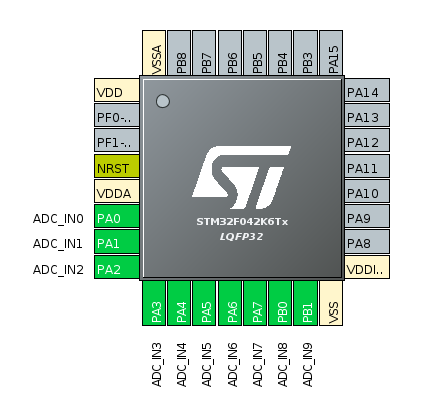 VSSA
PB8
PB7
PB6
PB5
PB4
PB3
PA15
VDD
PF0-..
PF1-..
NRST
VDDA
ADC_IN0 PA0
ADC_IN1 PA1
ADC_IN2 PA2
ST
STM32F042K6Tx
LQFP32
PA14
PA13
PA12
PA11
PA10
PA9
PA8
VDDI..
PA3
PA4
PA5
PA6
PA7
PB0
PB1
VSS
ADC_IN3
ADC_IN4
ADC_IN5
ADC_IN6
ADC_IN7
ADC_IN8
ADC_IN9